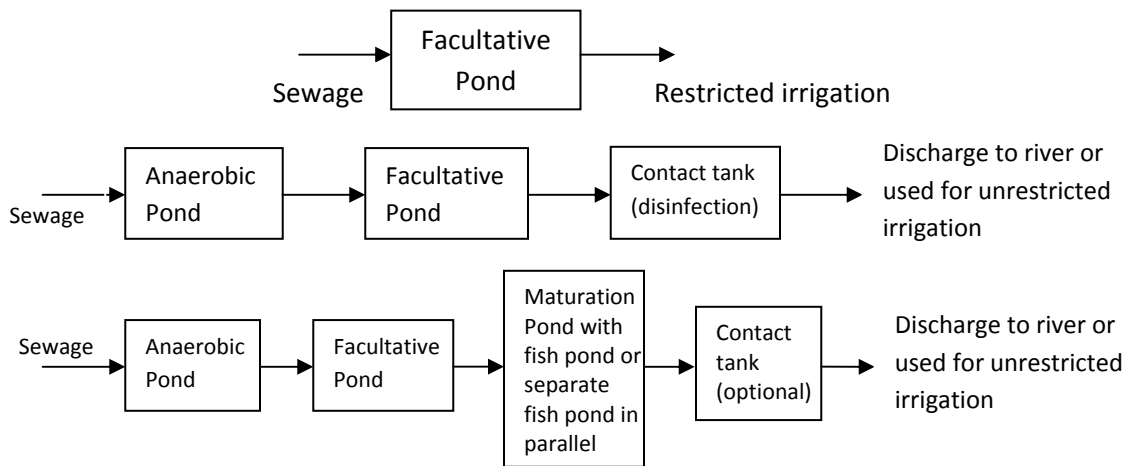 Facultative
Pond
Sewage
Restricted irrigation
Sewage
Anaerobic
Pond
Facultative
Pond
Contact tank
(disinfection)
Discharge to river or
used for unrestricted
irrigation
Sewage
Anaerobic
Pond
Facultative
Pond
Maturation
Pond with
fish pond or
separate
fish pond in
parallel
Contact
tank
(optional)
Discharge to river or
used for unrestricted
irrigation